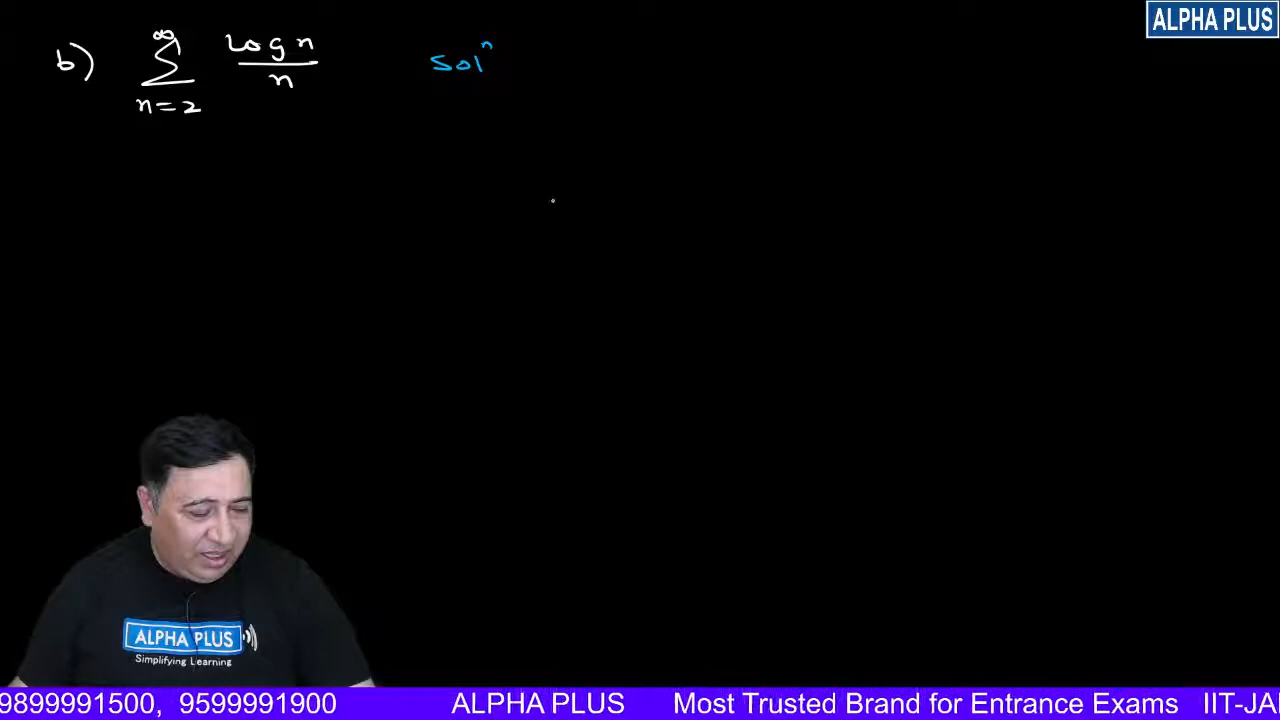 ALPHA PLUS
b) ∞ ∑ n=2 log n / n solⁿ
ALPHA PLUS
Simplifying Learning
9899991500, 9599991900 ALPHA PLUS Most Trusted Brand for Entrance Exams IIT-JA